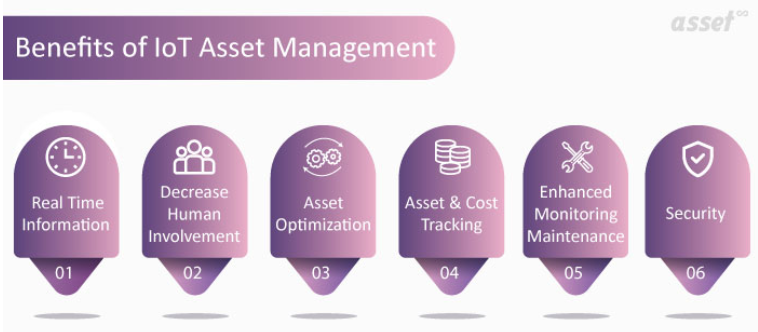 asset∞
Benefits of IoT Asset Management
Real Time
Information
01
Decrease
Human
Involvement
02
Asset
Optimization
03
Asset & Cost
Tracking
04
Enhanced
Monitoring
Maintenance
05
Security
06